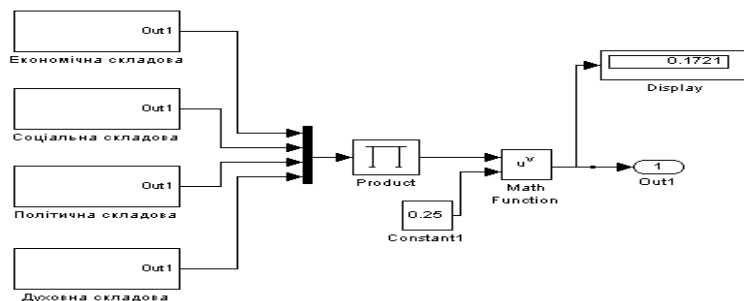 Out1
Економічна складова
Out1
Соціальна складова
Out1
Політична складова
Out1
Духовна складова
Product
0.25
Constant1
u^v
Math
Function
0.1721
Display
1
Out1